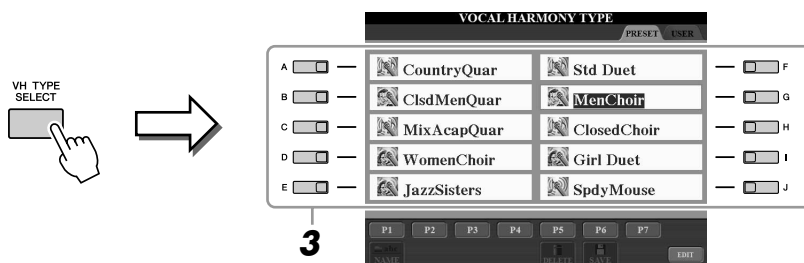 VOCAL HARMONY TYPE
PRESET USER
A CountryQuar Std Duet F
VH TYPE
SELECT
B ClsdMenQuar MenChoir G
C MixAcapQuar ClosedChoir H
D WomenChoir Girl Duet I
E JazzSisters SpdyMouse J
3
P1 P2 P3 P4 P5 P6 P7
NAME DELETE SAVE EDIT